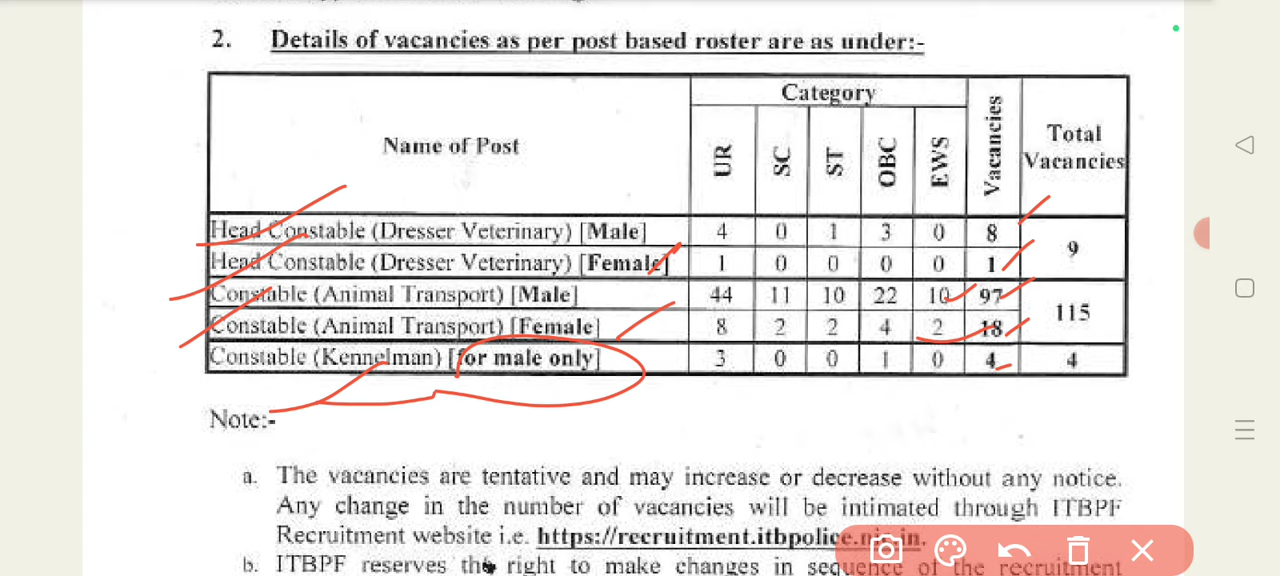 2. Details of vacancies as per post based roster are as under:-
Name of Post Category Vacancies Total Vacancies
UR SC ST OBC EWS
Head Constable (Dresser Veterinary) [Male] 4 0 1 3 0 8 9
Head Constable (Dresser Veterinary) [Female] 1 0 0 0 0 1
Constable (Animal Transport) [Male] 44 11 10 22 10 97 115
Constable (Animal Transport) [Female] 8 2 2 4 2 18
Constable (Kennelman) [for male only] 3 0 0 1 0 4 4
Note:-
a. The vacancies are tentative and may increase or decrease without any notice.
Any change in the number of vacancies will be intimated through ITBPF
Recruitment website i.e. https://recruitment.itbpolice.nic.in.
b. ITBPF reserves the right to make changes in sequence of the recruitment